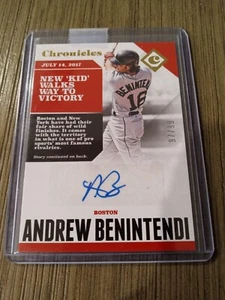 Chronicles
JULY 14, 2017
NEW 'KID'
WALKS
WAY TO
VICTORY
Boston and New
York have had their
fair share of wild
finishes. It comes with
the territory in what
is one of pro sports'
most famous rivalries.
Story continued on back.
BENINTENDI
16
BOSTON
ANDREW BENINTENDI